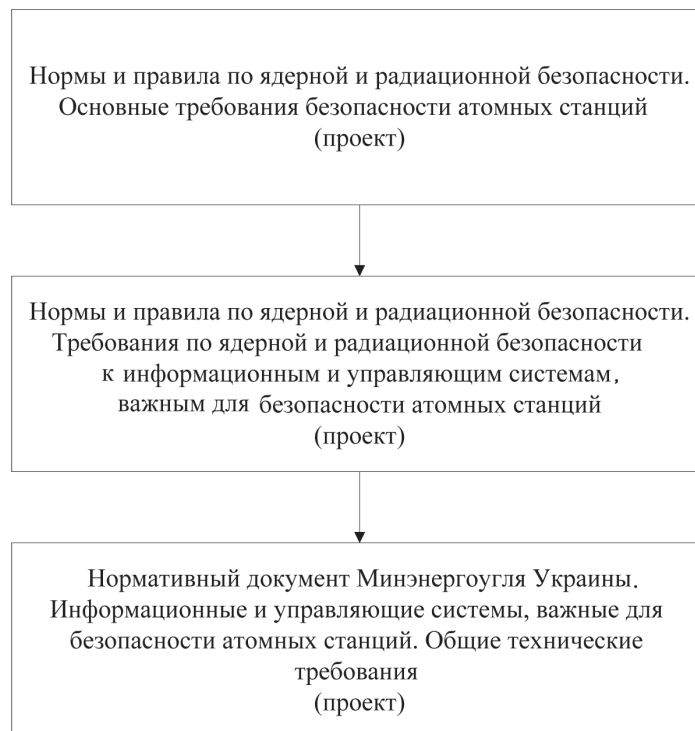 Нормы и правила по ядерной и радиационной безопасности.
Основные требования безопасности атомных станций
(проект)
Нормы и правила по ядерной и радиационной безопасности.
Требования по ядерной и радиационной безопасности
к информационным и управляющим системам,
важным для безопасности атомных станций
(проект)
Нормативный документ Минэнергоугля Украины.
Информационные и управляющие системы, важные для
безопасности атомных станций. Общие технические
требования
(проект)